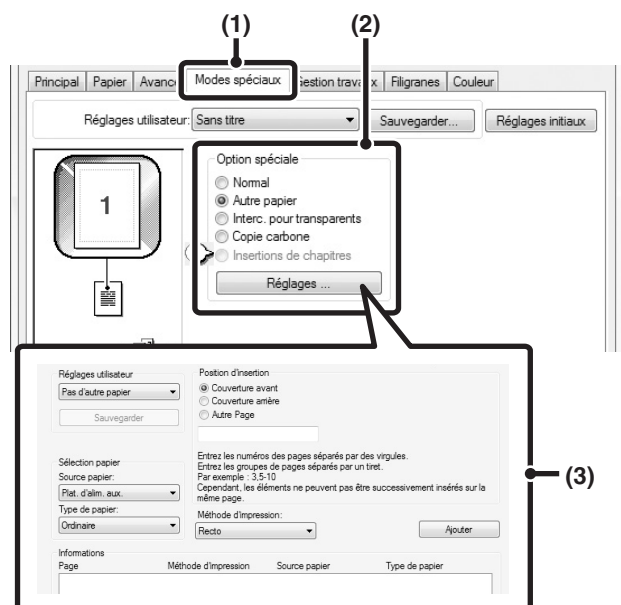 (1) (2)
Principal Papier Avancé Modes spéciaux Gestion travaux Filigranes Couleur
Réglages utilisateur: Sans titre Sauvegarder... Réglages initiaux
Option spéciale
1
Normal
Autre papier
Interc. pour transparents
Copie carbone
Insertions de chapitres
Réglages ...
Réglages utilisateur
Pas d'autre papier
Sauvegarder
Position d'insertion
Couverture avant
Couverture arrière
Autre Page
Entrez les numéros des pages séparés par des virgules.
Entrez les groupes de pages séparés par un tiret.
Par exemple : 3,5-10
Cependant, les éléments ne peuvent pas être successivement insérés sur la
même page.
(3)
Sélection papier
Source papier:
Plat. d'alim. aux.
Type de papier:
Ordinaire
Méthode d'impression:
Recto Ajouter
Informations
Page Méthode d'impression Source papier Type de papier